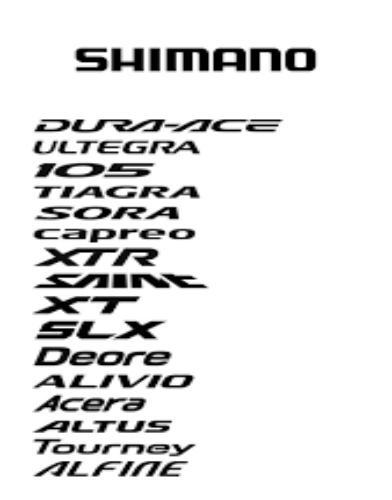 SHIMANO
DURA-ACE
ULTEGRA
105
TIAGRA
SORA
capreo
XTR
SAINT
XT
SLX
Deore
ALIVIO
Acera
ALTUS
Tourney
ALFINE